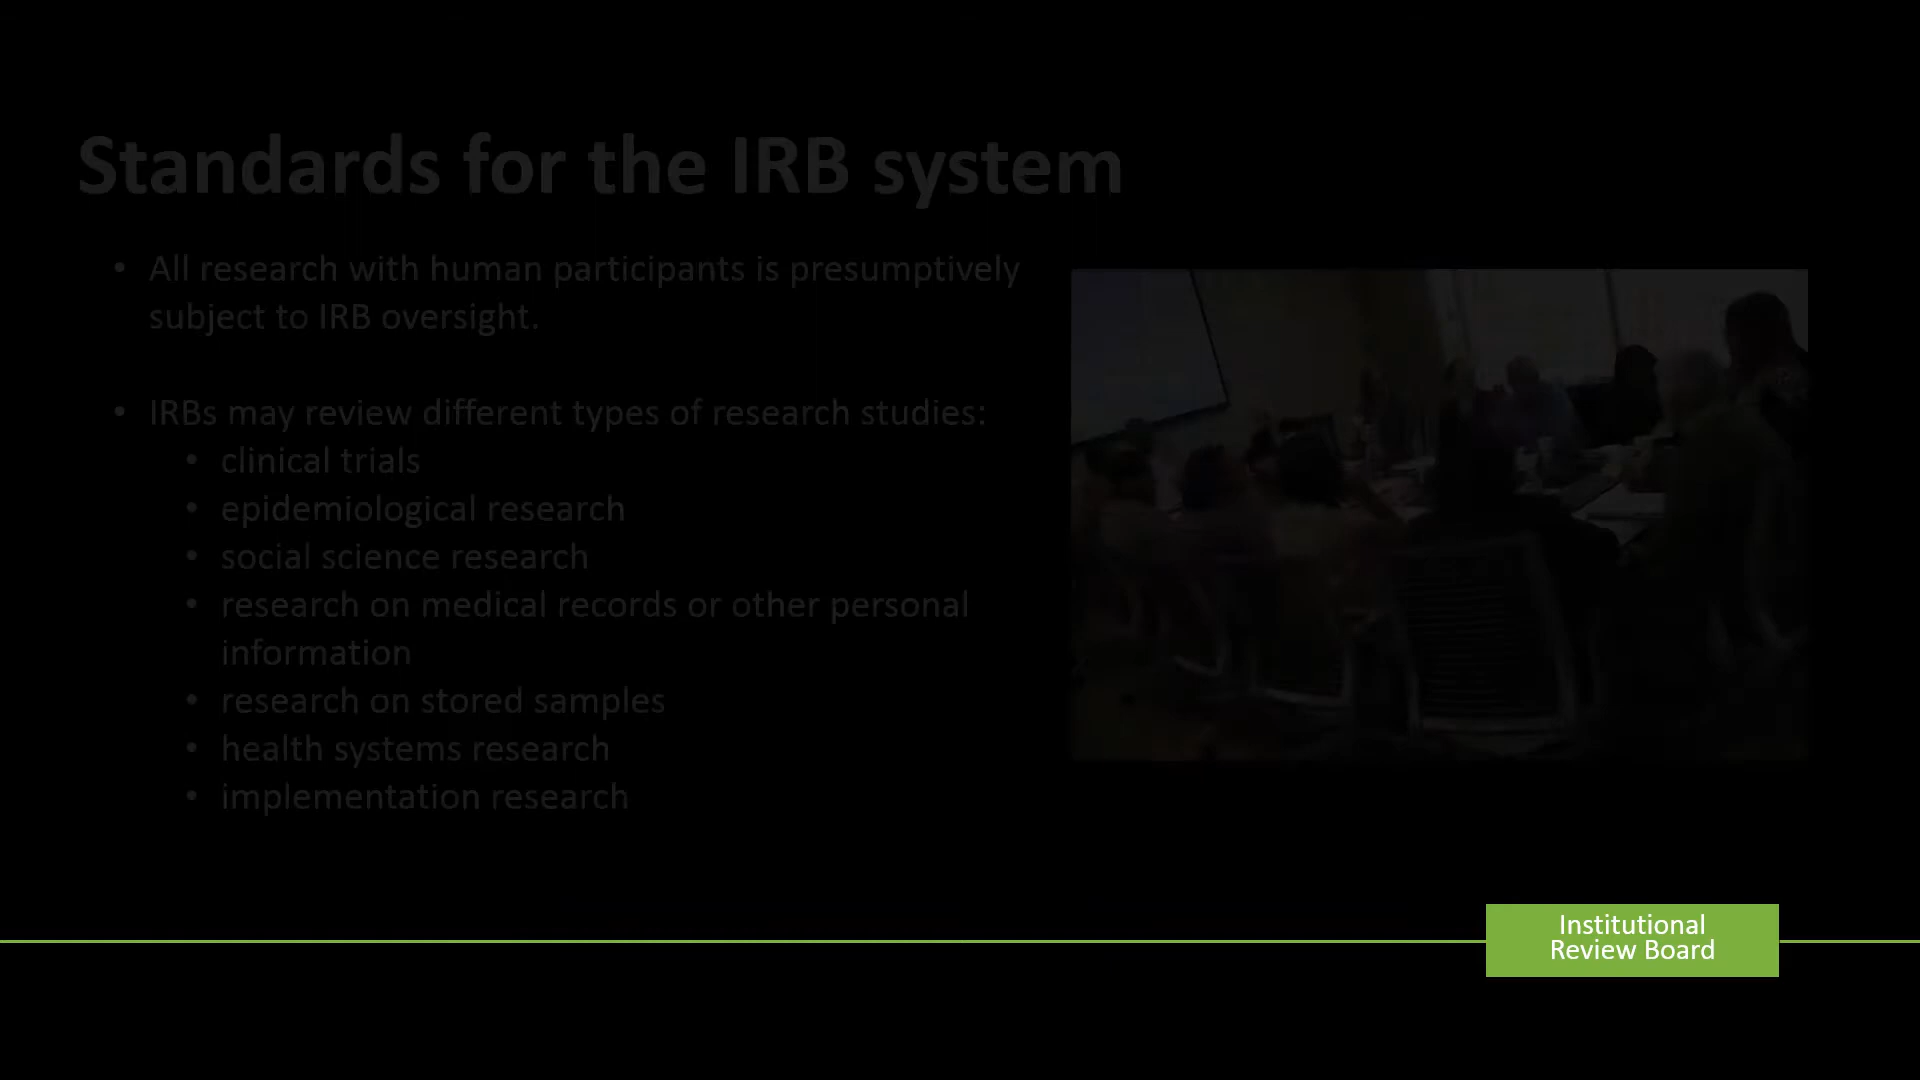 Standards for the IRB system
• All research with human participants is presumptively
subject to IRB oversight.
• IRBs may review different types of research studies:
• clinical trials
• epidemiological research
• social science research
• research on medical records or other personal
information
• research on stored samples
• health systems research
• implementation research
Institutional
Review Board